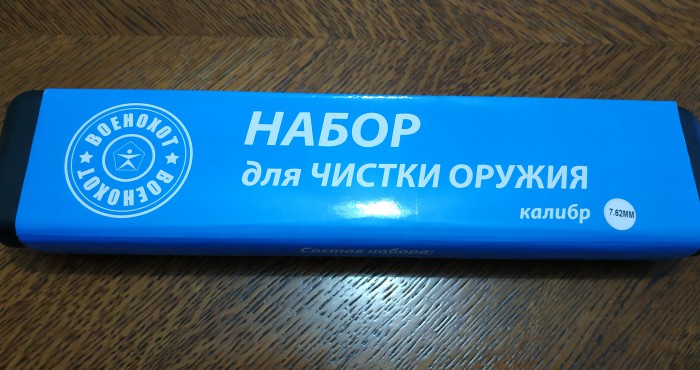 ВОЕНОХОТ
ВОЕНОХОТ
НАБОР
для ЧИСТКИ ОРУЖИЯ
калибр 7.62ММ
Состав набора: